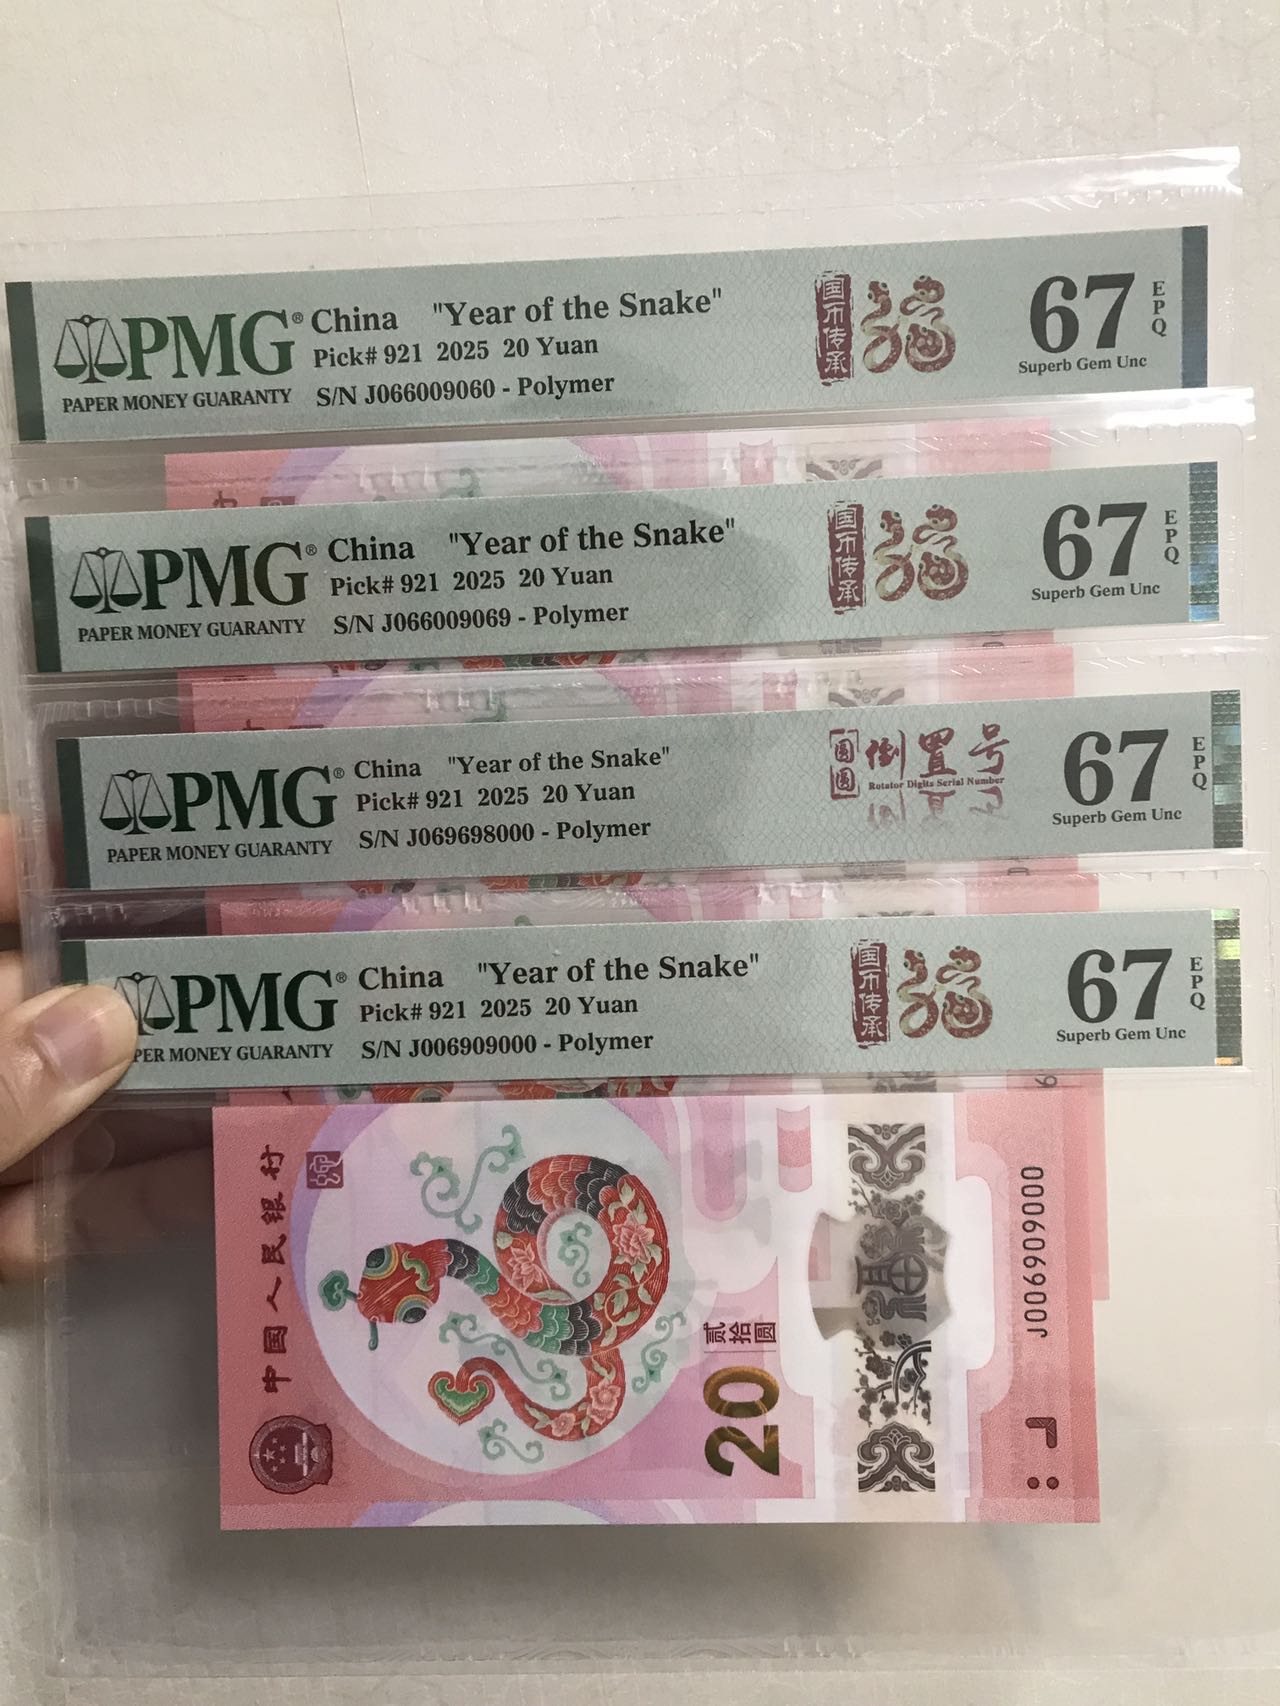 PMG® China "Year of the Snake" 国币传承 福 67 EPQ
Pick# 921 2025 20 Yuan Superb Gem Unc
PAPER MONEY GUARANTY S/N J066009060 - Polymer
PMG® China "Year of the Snake" 国币传承 福 67 EPQ
Pick# 921 2025 20 Yuan Superb Gem Unc
PAPER MONEY GUARANTY S/N J066009069 - Polymer
PMG® China "Year of the Snake" 圆圆 倒置号 67 EPQ
Pick# 921 2025 20 Yuan Rotator Digits Serial Number Superb Gem Unc
PAPER MONEY GUARANTY S/N J069698000 - Polymer
PMG® China "Year of the Snake" 国币传承 福 67 EPQ
Pick# 921 2025 20 Yuan Superb Gem Unc
PER MONEY GUARANTY S/N J006909000 - Polymer
中国人民银行
贰拾圆
20
J006909000